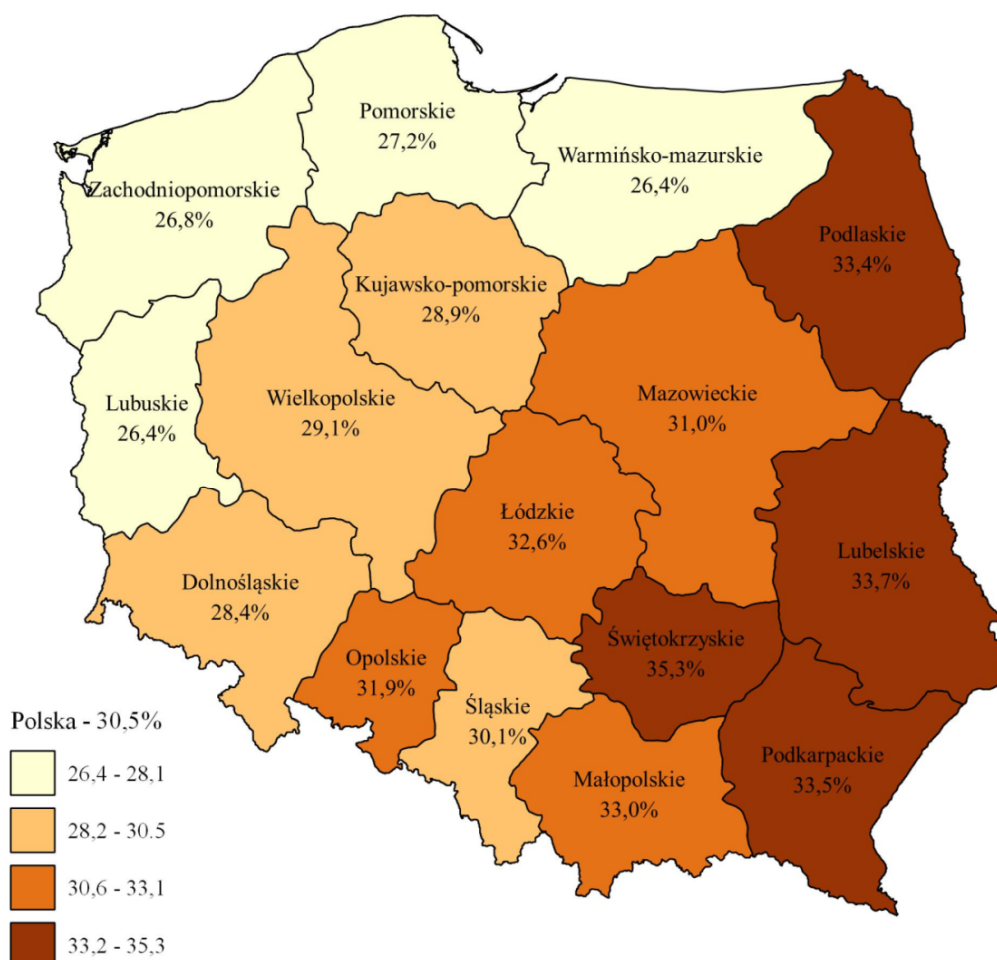 Pomorskie
27,2%
Warmińsko-mazurskie
26,4%
Zachodniopomorskie
26,8%
Podlaskie
33,4%
Kujawsko-pomorskie
28,9%
Mazowieckie
31,0%
Wielkopolskie
29,1%
Lubuskie
26,4%
Łódzkie
32,6%
Lubelskie
33,7%
Dolnośląskie
28,4%
Świętokrzyskie
35,3%
Opolskie
31,9%
Śląskie
30,1%
Podkarpackie
33,5%
Małopolskie
33,0%
Polska - 30,5%
26,4 - 28,1
28,2 - 30.5
30,6 - 33,1
33,2 - 35,3